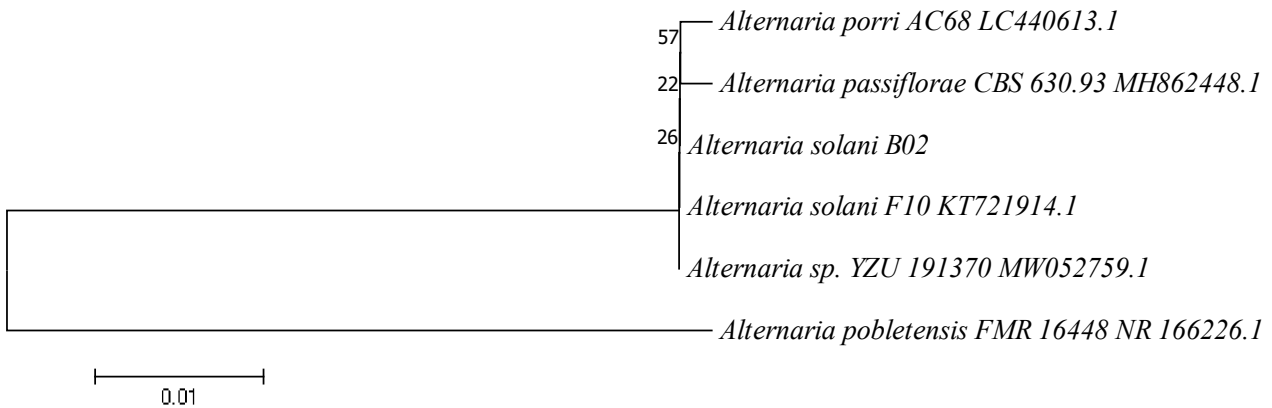 Alternaria porri AC68 LC440613.1
57
22
Alternaria passiflorae CBS 630.93 MH862448.1
26
Alternaria solani B02
Alternaria solani F10 KT721914.1
Alternaria sp. YZU 191370 MW052759.1
Alternaria pobletensis FMR 16448 NR 166226.1
0.01